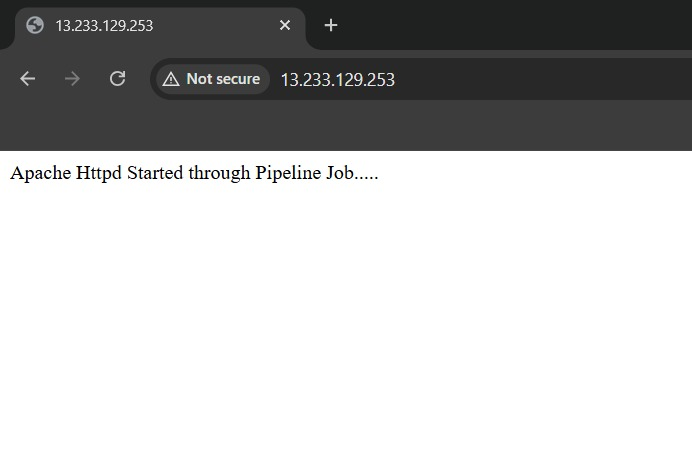 13.233.129.253
Not secure 13.233.129.253
Apache Httpd Started through Pipeline Job.....